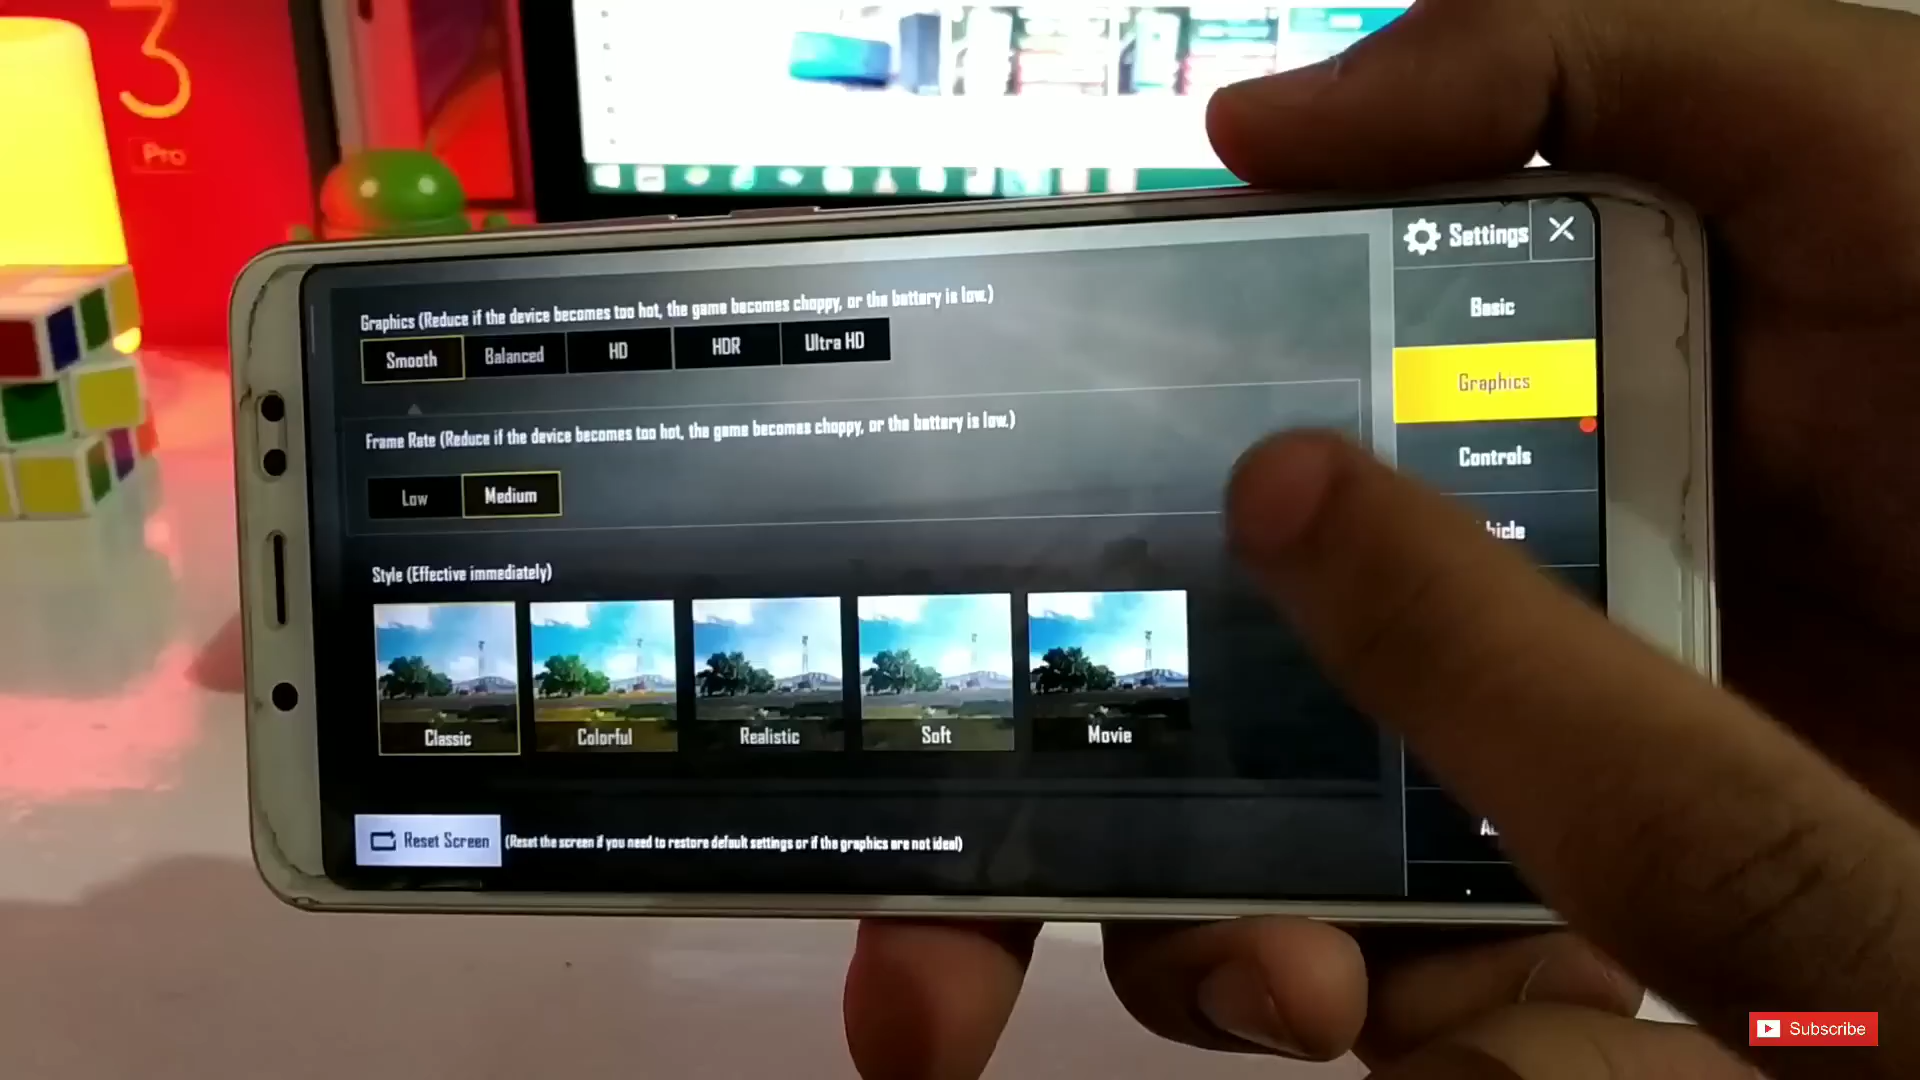 3
Pro
Settings
Basic
Graphics (Reduce if the device becomes too hot, the game becomes choppy, or the battery is low.)
Smooth
Balanced
HD
HDR
Ultra HD
Graphics
Frame Rate (Reduce if the device becomes too hot, the game becomes choppy, or the battery is low.)
Controls
Low
Medium
hicle
Style (Effective immediately)
Classic
Colorful
Realistic
Soft
Movie
Reset Screen
(Reset the screen if you need to restore default settings or if the graphics are not ideal)
Subscribe